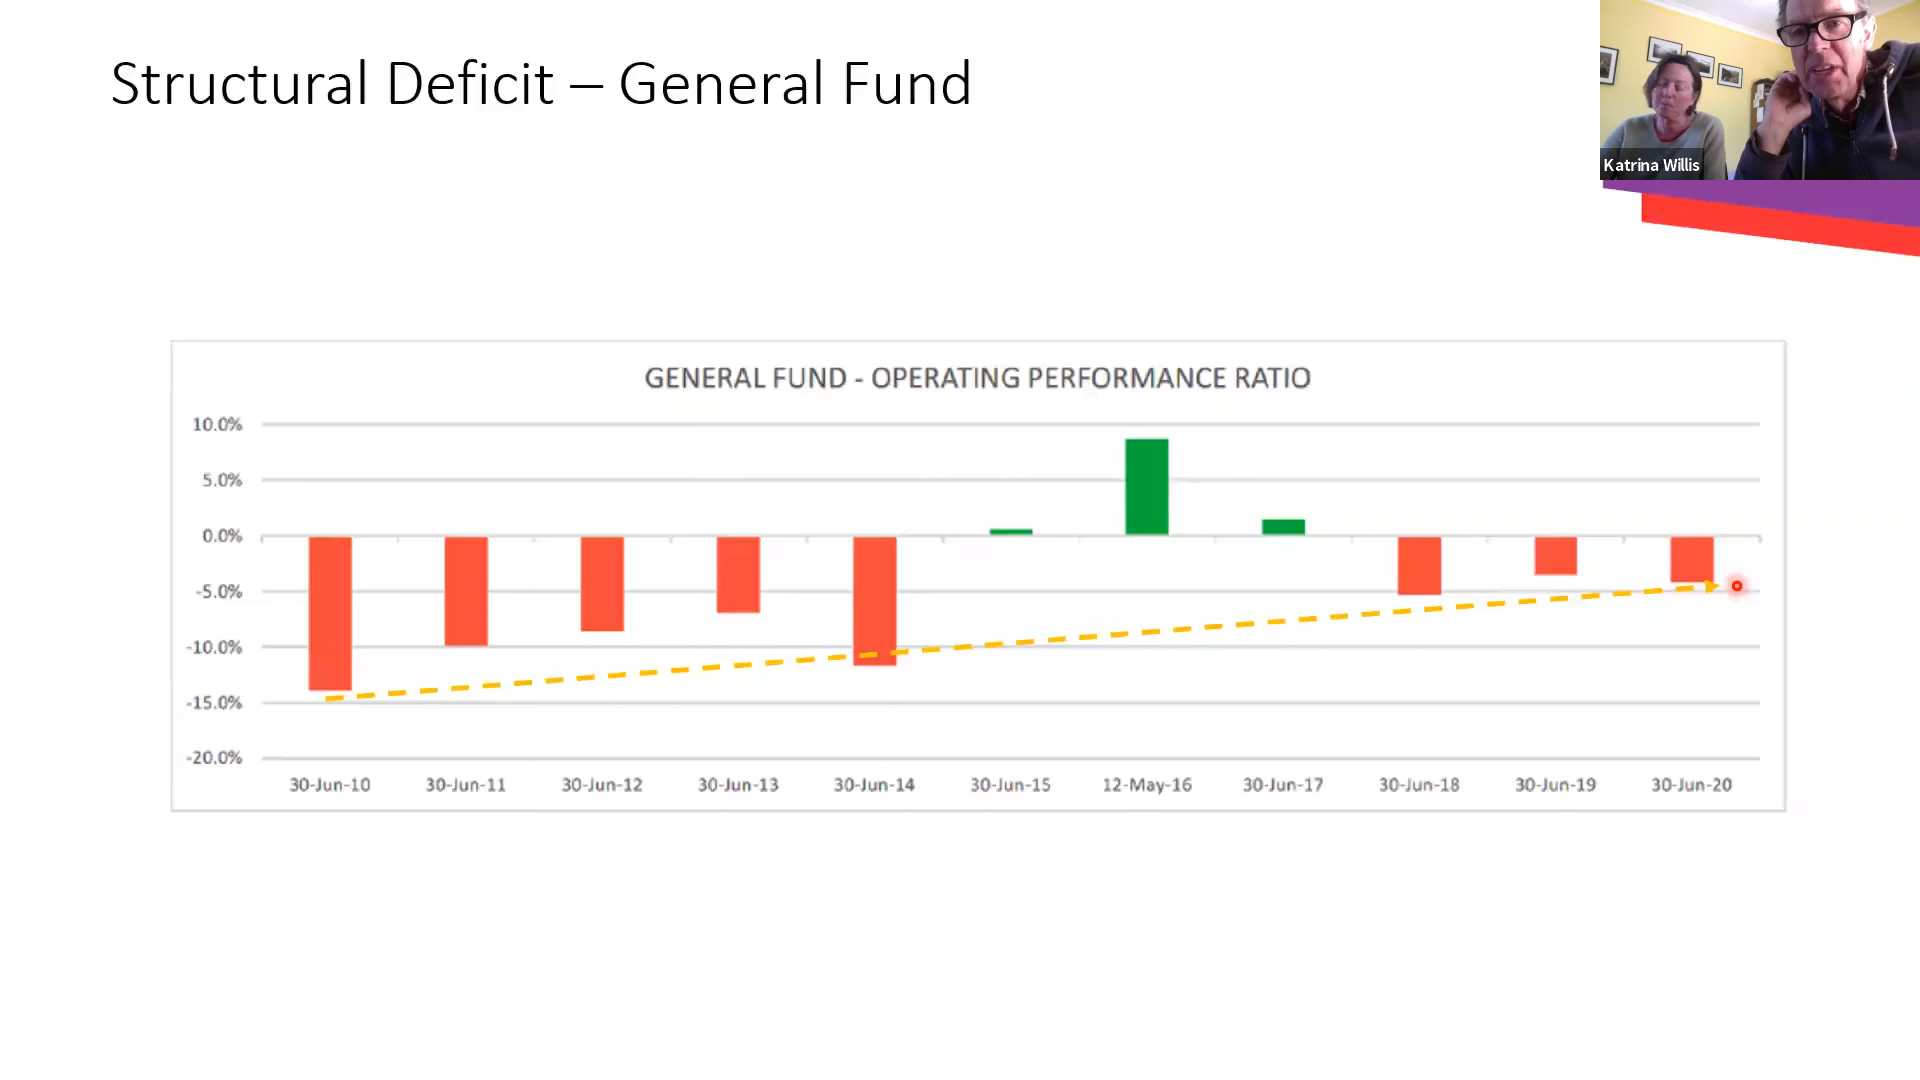 Structural Deficit – General Fund
Katrina Willis
GENERAL FUND - OPERATING PERFORMANCE RATIO
10.0%
5.0%
0.0%
-5.0%
-10.0%
-15.0%
-20.0%
30-Jun-10 30-Jun-11 30-Jun-12 30-Jun-13 30-Jun-14 30-Jun-15 12-May-16 30-Jun-17 30-Jun-18 30-Jun-19 30-Jun-20